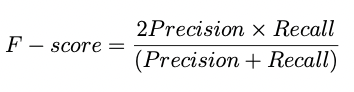 F − score = 2Precision × Recall / (Precision + Recall)